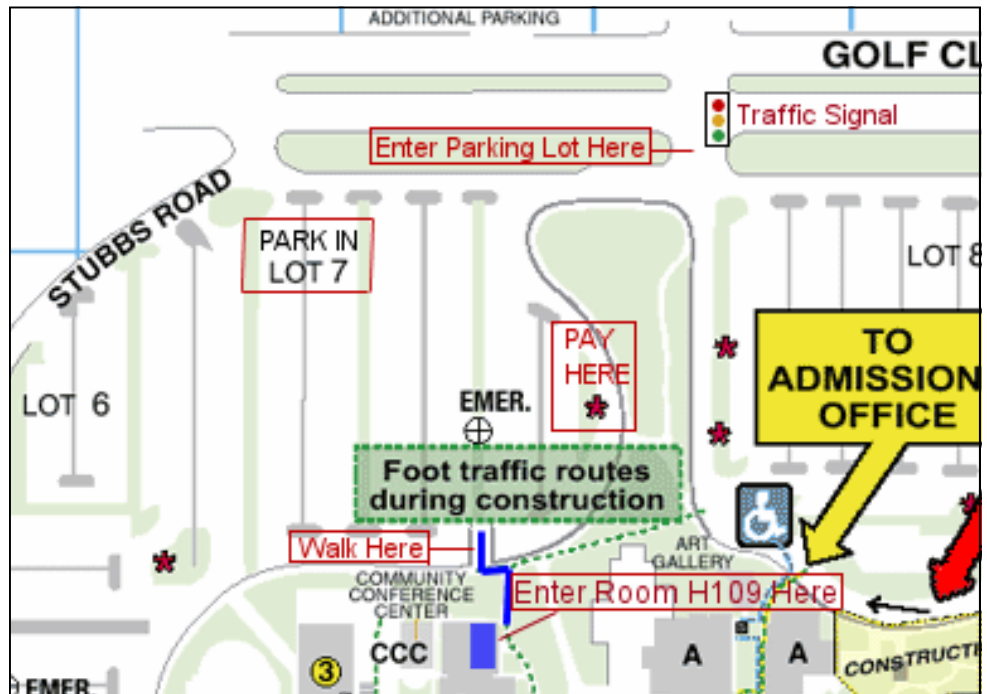 ADDITIONAL PARKING
GOLF CL
Traffic Signal
Enter Parking Lot Here
STUBBS ROAD
PARK IN
LOT 7
LOT 8
PAY
HERE
TO
ADMISSION
OFFICE
LOT 6
EMER.
Foot traffic routes
during construction
Walk Here
ART
GALLERY
COMMUNITY
CONFERENCE
CENTER
Enter Room H109 Here
CCC
3
A
A
CONSTRUCTI
EMER.